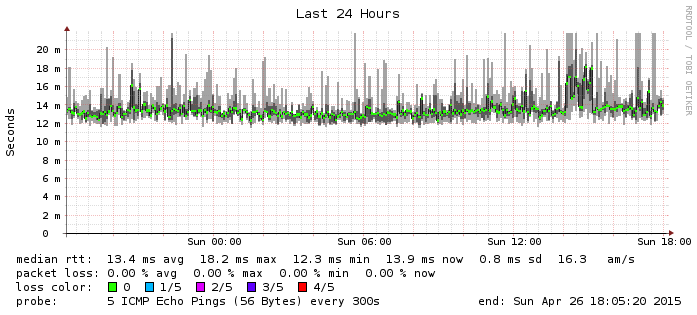 Last 24 Hours
RRDTOOL / TOBI OETIKER
Seconds
20 m
18 m
16 m
14 m
12 m
10 m
8 m
6 m
4 m
2 m
0
Sun 00:00 Sun 06:00 Sun 12:00 Sun 18:00
median rtt: 13.4 ms avg 18.2 ms max 12.3 ms min 13.9 ms now 0.8 ms sd 16.3 am/s
packet loss: 0.00 % avg 0.00 % max 0.00 % min 0.00 % now
loss color: 0 1/5 2/5 3/5 4/5
probe: 5 ICMP Echo Pings (56 Bytes) every 300s end: Sun Apr 26 18:05:20 2015